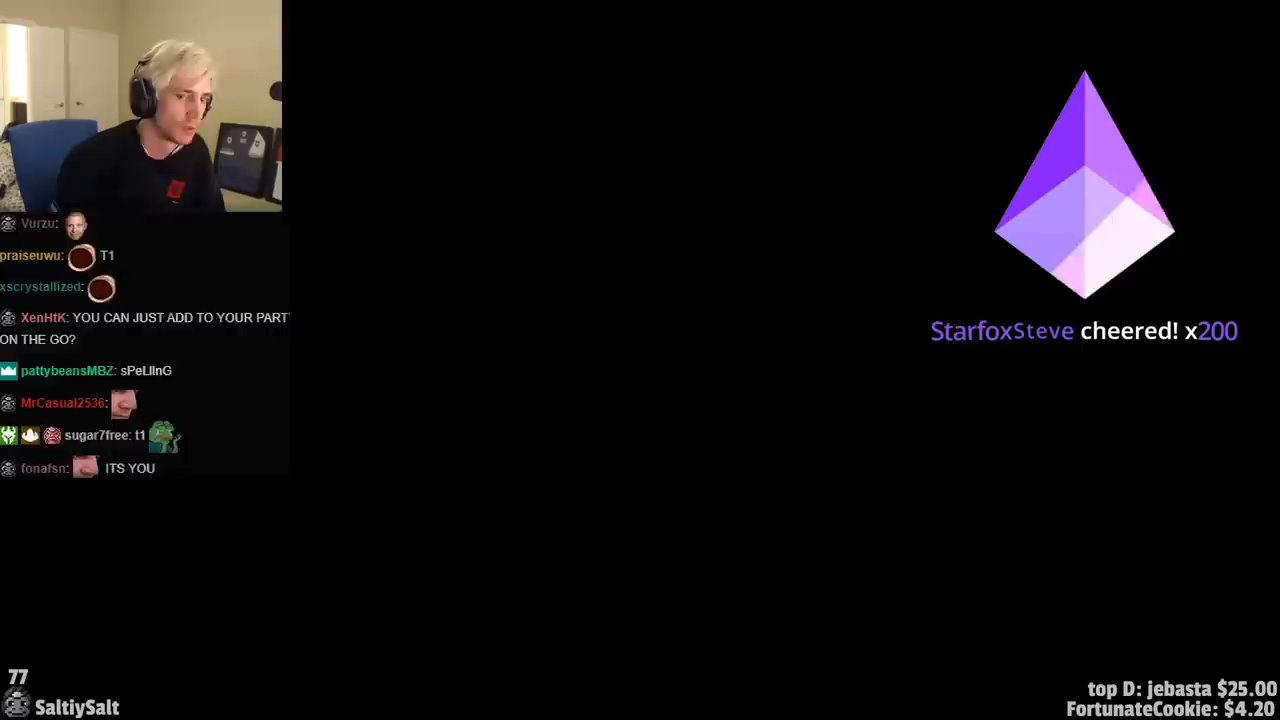 Vurzu:
praiseuwu: T1
xscrystallized:
XenHtK: YOU CAN JUST ADD TO YOUR PART
ON THE GO?
pattybeansMBZ: sPeLlInG
MrCasual2536:
sugar7free: t1
fonafsn: ITS YOU
StarfoxSteve cheered! x200
77
SaltiySalt
top D: jebasta $25.00
FortunateCookie: $4.20